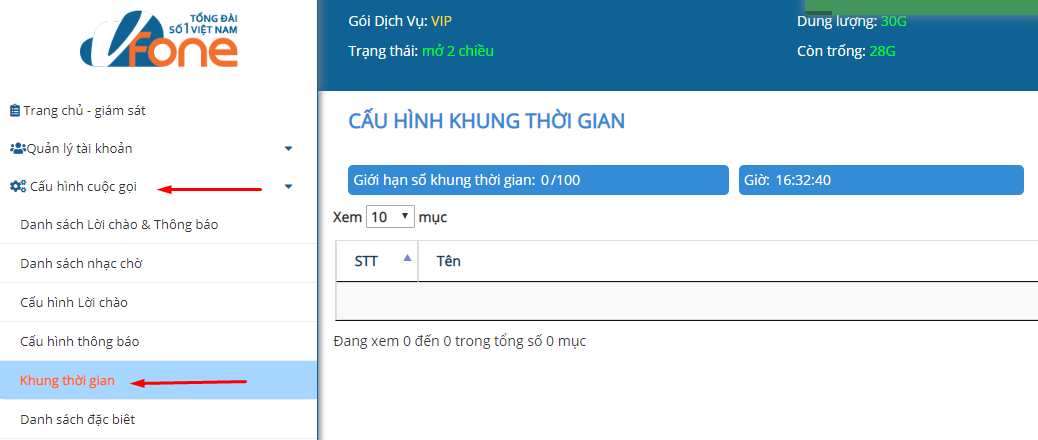 TỔNG ĐÀI
SỐ 1 VIỆT NAM
Vfone
Trang chủ - giám sát
Quản lý tài khoản
Cấu hình cuộc gọi
Danh sách Lời chào & Thông báo
Danh sách nhạc chờ
Cấu hình Lời chào
Cấu hình thông báo
Khung thời gian
Danh sách đặc biêt
Gói Dịch Vụ: VIP
Dung lượng: 30G
Trạng thái: mở 2 chiều
Còn trống: 28G
CẤU HÌNH KHUNG THỜI GIAN
Giới hạn số khung thời gian: 0/100
Giờ: 16:32:40
Xem 10 mục
STT Tên
Đang xem 0 đến 0 trong tổng số 0 mục